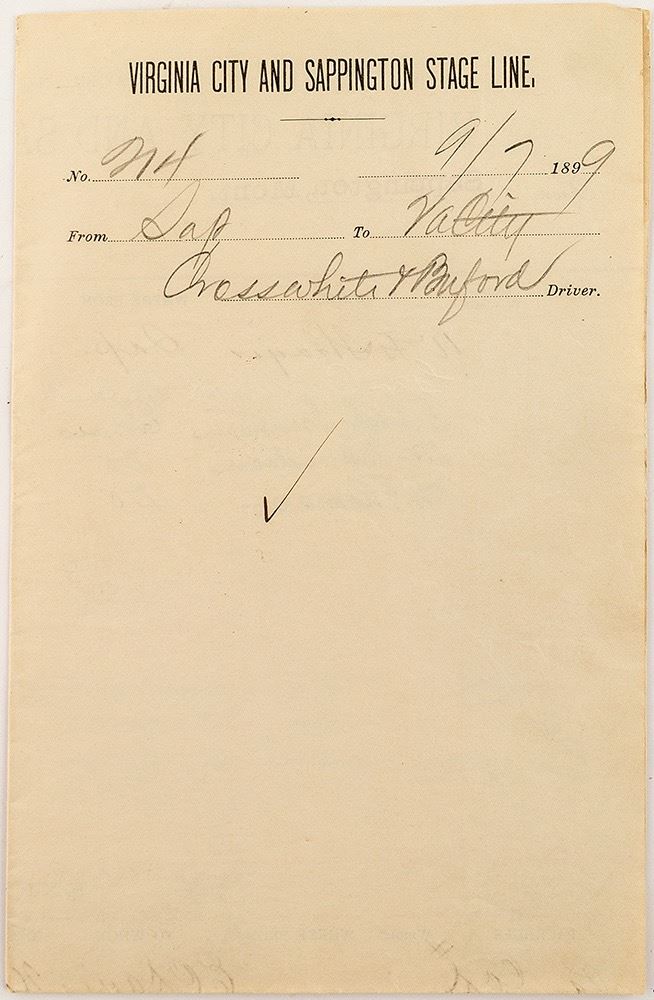 VIRGINIA CITY AND SAPPINGTON STAGE LINE.
No. 214 9/7 1899
From Sap To Va City
Crosswhite & Buford Driver.